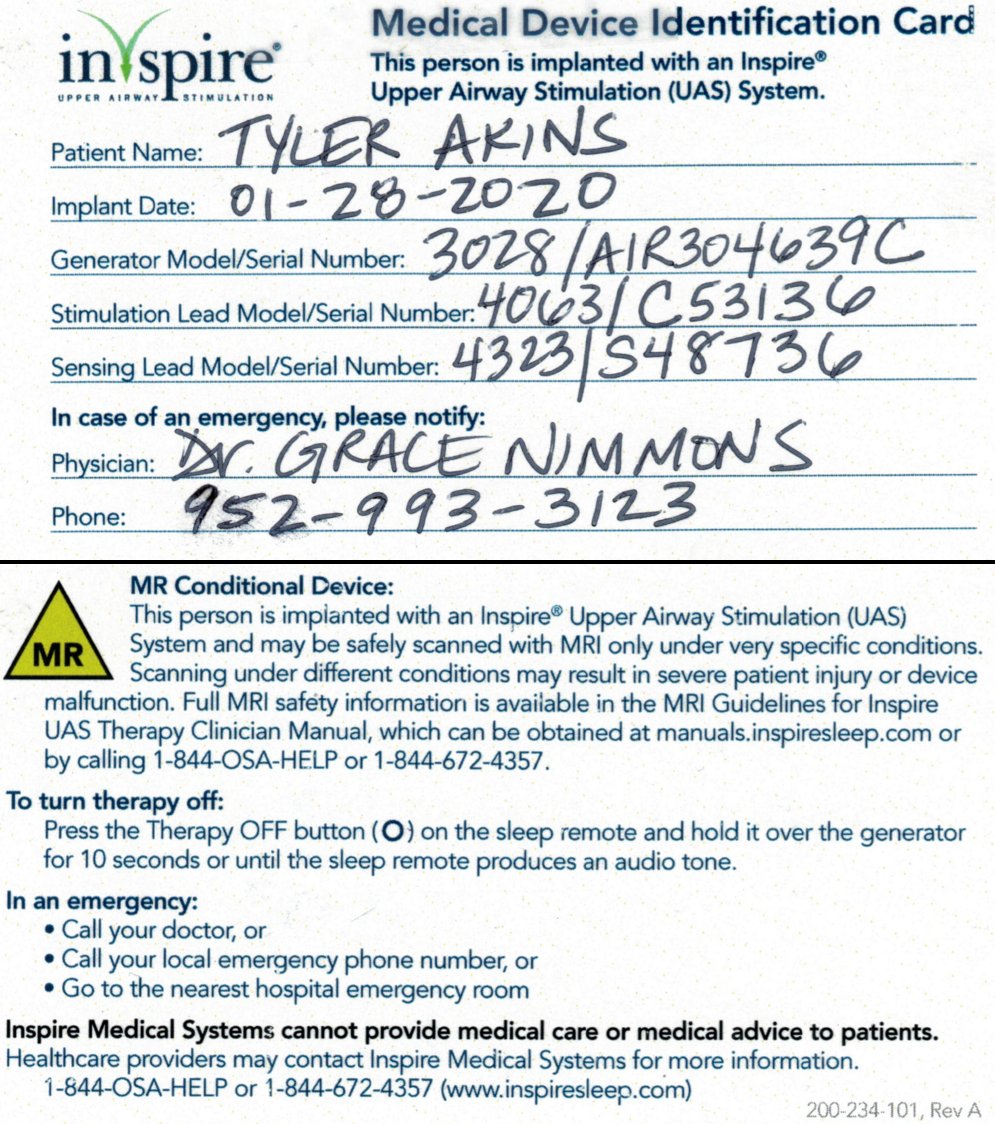 inspire®
UPPER AIRWAY STIMULATION
Medical Device Identification Card
This person is implanted with an Inspire®
Upper Airway Stimulation (UAS) System.
Patient Name: TYLER AKINS
Implant Date: 01-28-2020
Generator Model/Serial Number: 3028/AIR304639C
Stimulation Lead Model/Serial Number: 4063/C53136
Sensing Lead Model/Serial Number: 4323/S48736
In case of an emergency, please notify:
Physician: Dr. GRACE NIMMONS
Phone: 952-993-3123
MR
MR Conditional Device:
This person is implanted with an Inspire® Upper Airway Stimulation (UAS)
System and may be safely scanned with MRI only under very specific conditions.
Scanning under different conditions may result in severe patient injury or device
malfunction. Full MRI safety information is available in the MRI Guidelines for Inspire
UAS Therapy Clinician Manual, which can be obtained at manuals.inspiresleep.com or
by calling 1-844-OSA-HELP or 1-844-672-4357.
To turn therapy off:
Press the Therapy OFF button (O) on the sleep remote and hold it over the generator
for 10 seconds or until the sleep remote produces an audio tone.
In an emergency:
• Call your doctor, or
• Call your local emergency phone number, or
• Go to the nearest hospital emergency room
Inspire Medical Systems cannot provide medical care or medical advice to patients.
Healthcare providers may contact Inspire Medical Systems for more information.
1-844-OSA-HELP or 1-844-672-4357 (www.inspiresleep.com)
200-234-101, Rev A